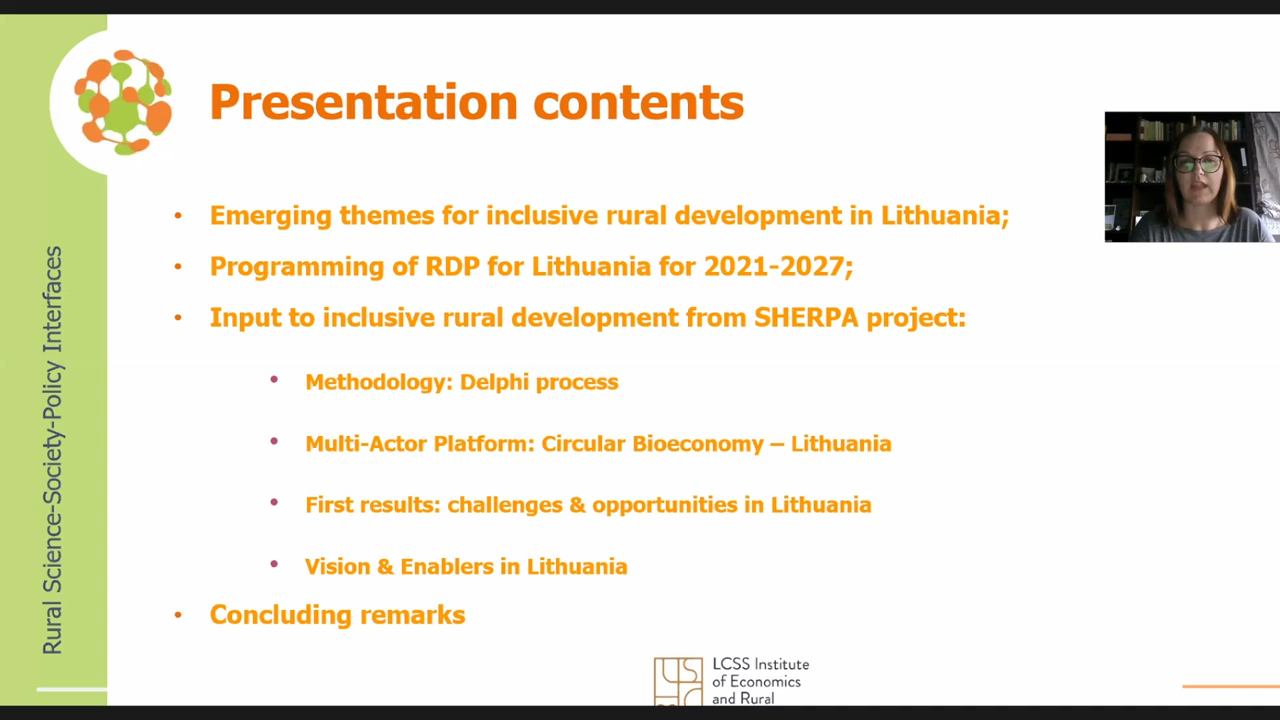 Presentation contents
• Emerging themes for inclusive rural development in Lithuania;
• Programming of RDP for Lithuania for 2021-2027;
• Input to inclusive rural development from SHERPA project:
• Methodology: Delphi process
• Multi-Actor Platform: Circular Bioeconomy – Lithuania
• First results: challenges & opportunities in Lithuania
• Vision & Enablers in Lithuania
• Concluding remarks
Rural Science-Society-Policy Interfaces
LCSS Institute
of Economics
and Rural